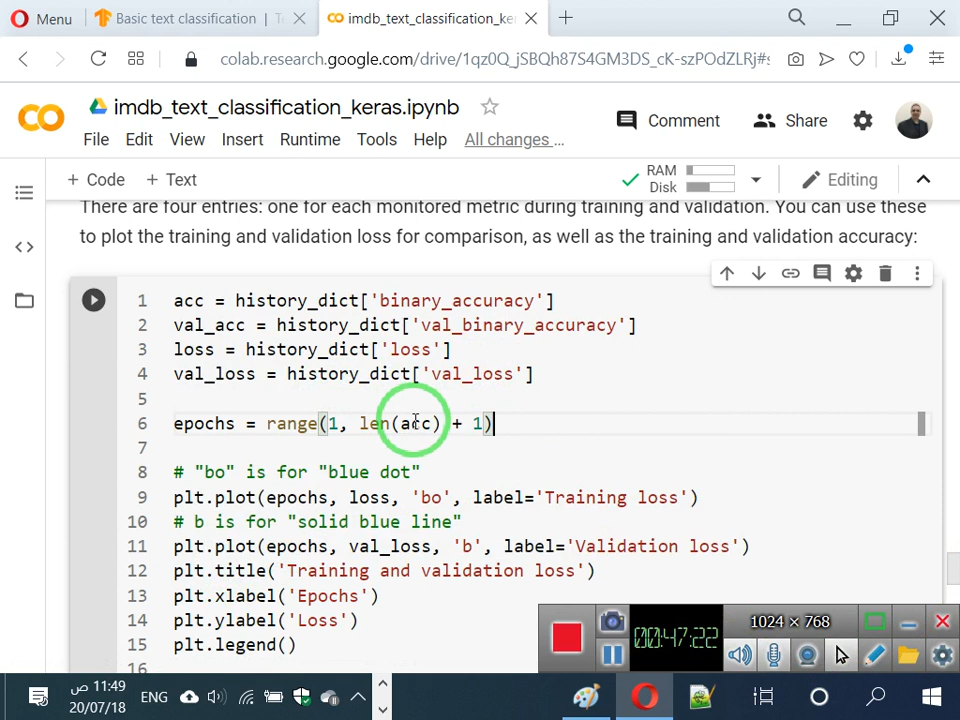 Menu
Basic text classification | Te
imdb_text_classification_ke
colab.research.google.com/drive/1qz0Q_jSBQh87S4GM3DS_cK-szPOdZLRj#s
imdb_text_classification_keras.ipynb
Comment
Share
File Edit View Insert Runtime Tools Help All changes …
+ Code + Text
RAM
Disk
Editing
There are four entries: one for each monitored metric during training and validation. You can use these
to plot the training and validation loss for comparison, as well as the training and validation accuracy:
1 acc = history_dict['binary_accuracy']
2 val_acc = history_dict['val_binary_accuracy']
3 loss = history_dict['loss']
4 val_loss = history_dict['val_loss']
5
6 epochs = range(1, len(acc) + 1)
7
8 # "bo" is for "blue dot"
9 plt.plot(epochs, loss, 'bo', label='Training loss')
10 # b is for "solid blue line"
11 plt.plot(epochs, val_loss, 'b', label='Validation loss')
12 plt.title('Training and validation loss')
13 plt.xlabel('Epochs')
14 plt.ylabel('Loss')
15 plt.legend()
16
00:47:22
1024 × 768
11:49 ص
20/07/18
ENG